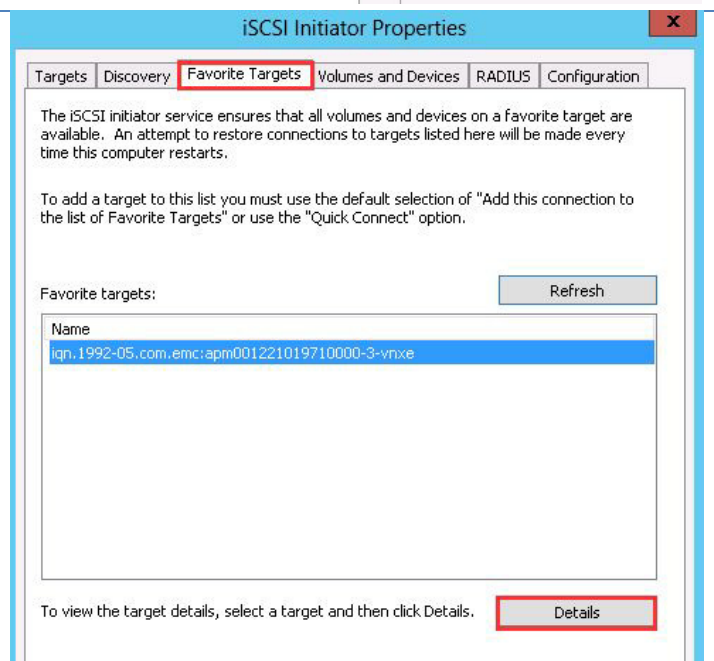 iSCSI Initiator Properties
x
Targets Discovery Favorite Targets Volumes and Devices RADIUS Configuration
The iSCSI initiator service ensures that all volumes and devices on a favorite target are
available. An attempt to restore connections to targets listed here will be made every
time this computer restarts.
To add a target to this list you must use the default selection of "Add this connection to
the list of Favorite Targets" or use the "Quick Connect" option.
Favorite targets:
Refresh
Name
iqn.1992-05.com.emc:apm001221019710000-3-vnxe
To view the target details, select a target and then click Details.
Details